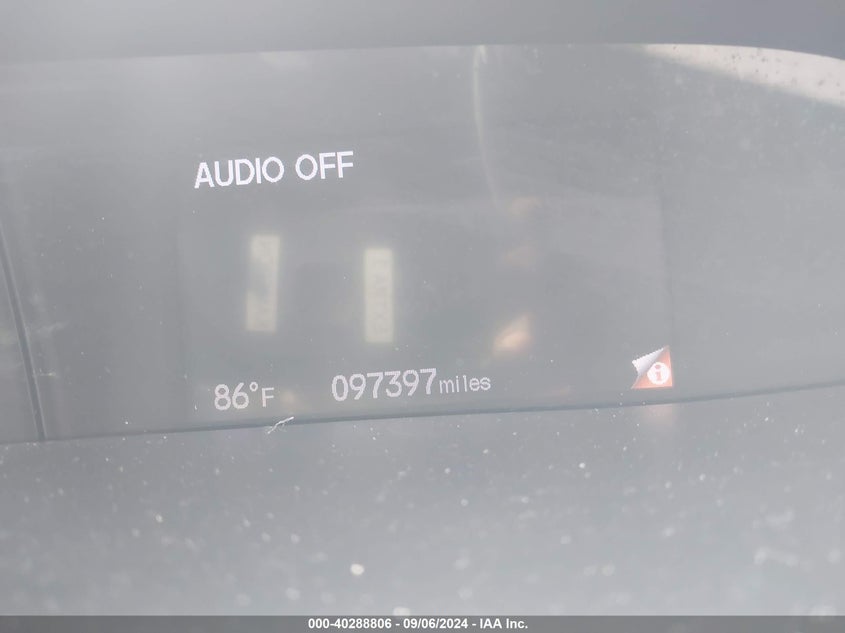 AUDIO OFF
86°F 097397miles
i
000-40288806 - 09/06/2024 - IAA Inc.